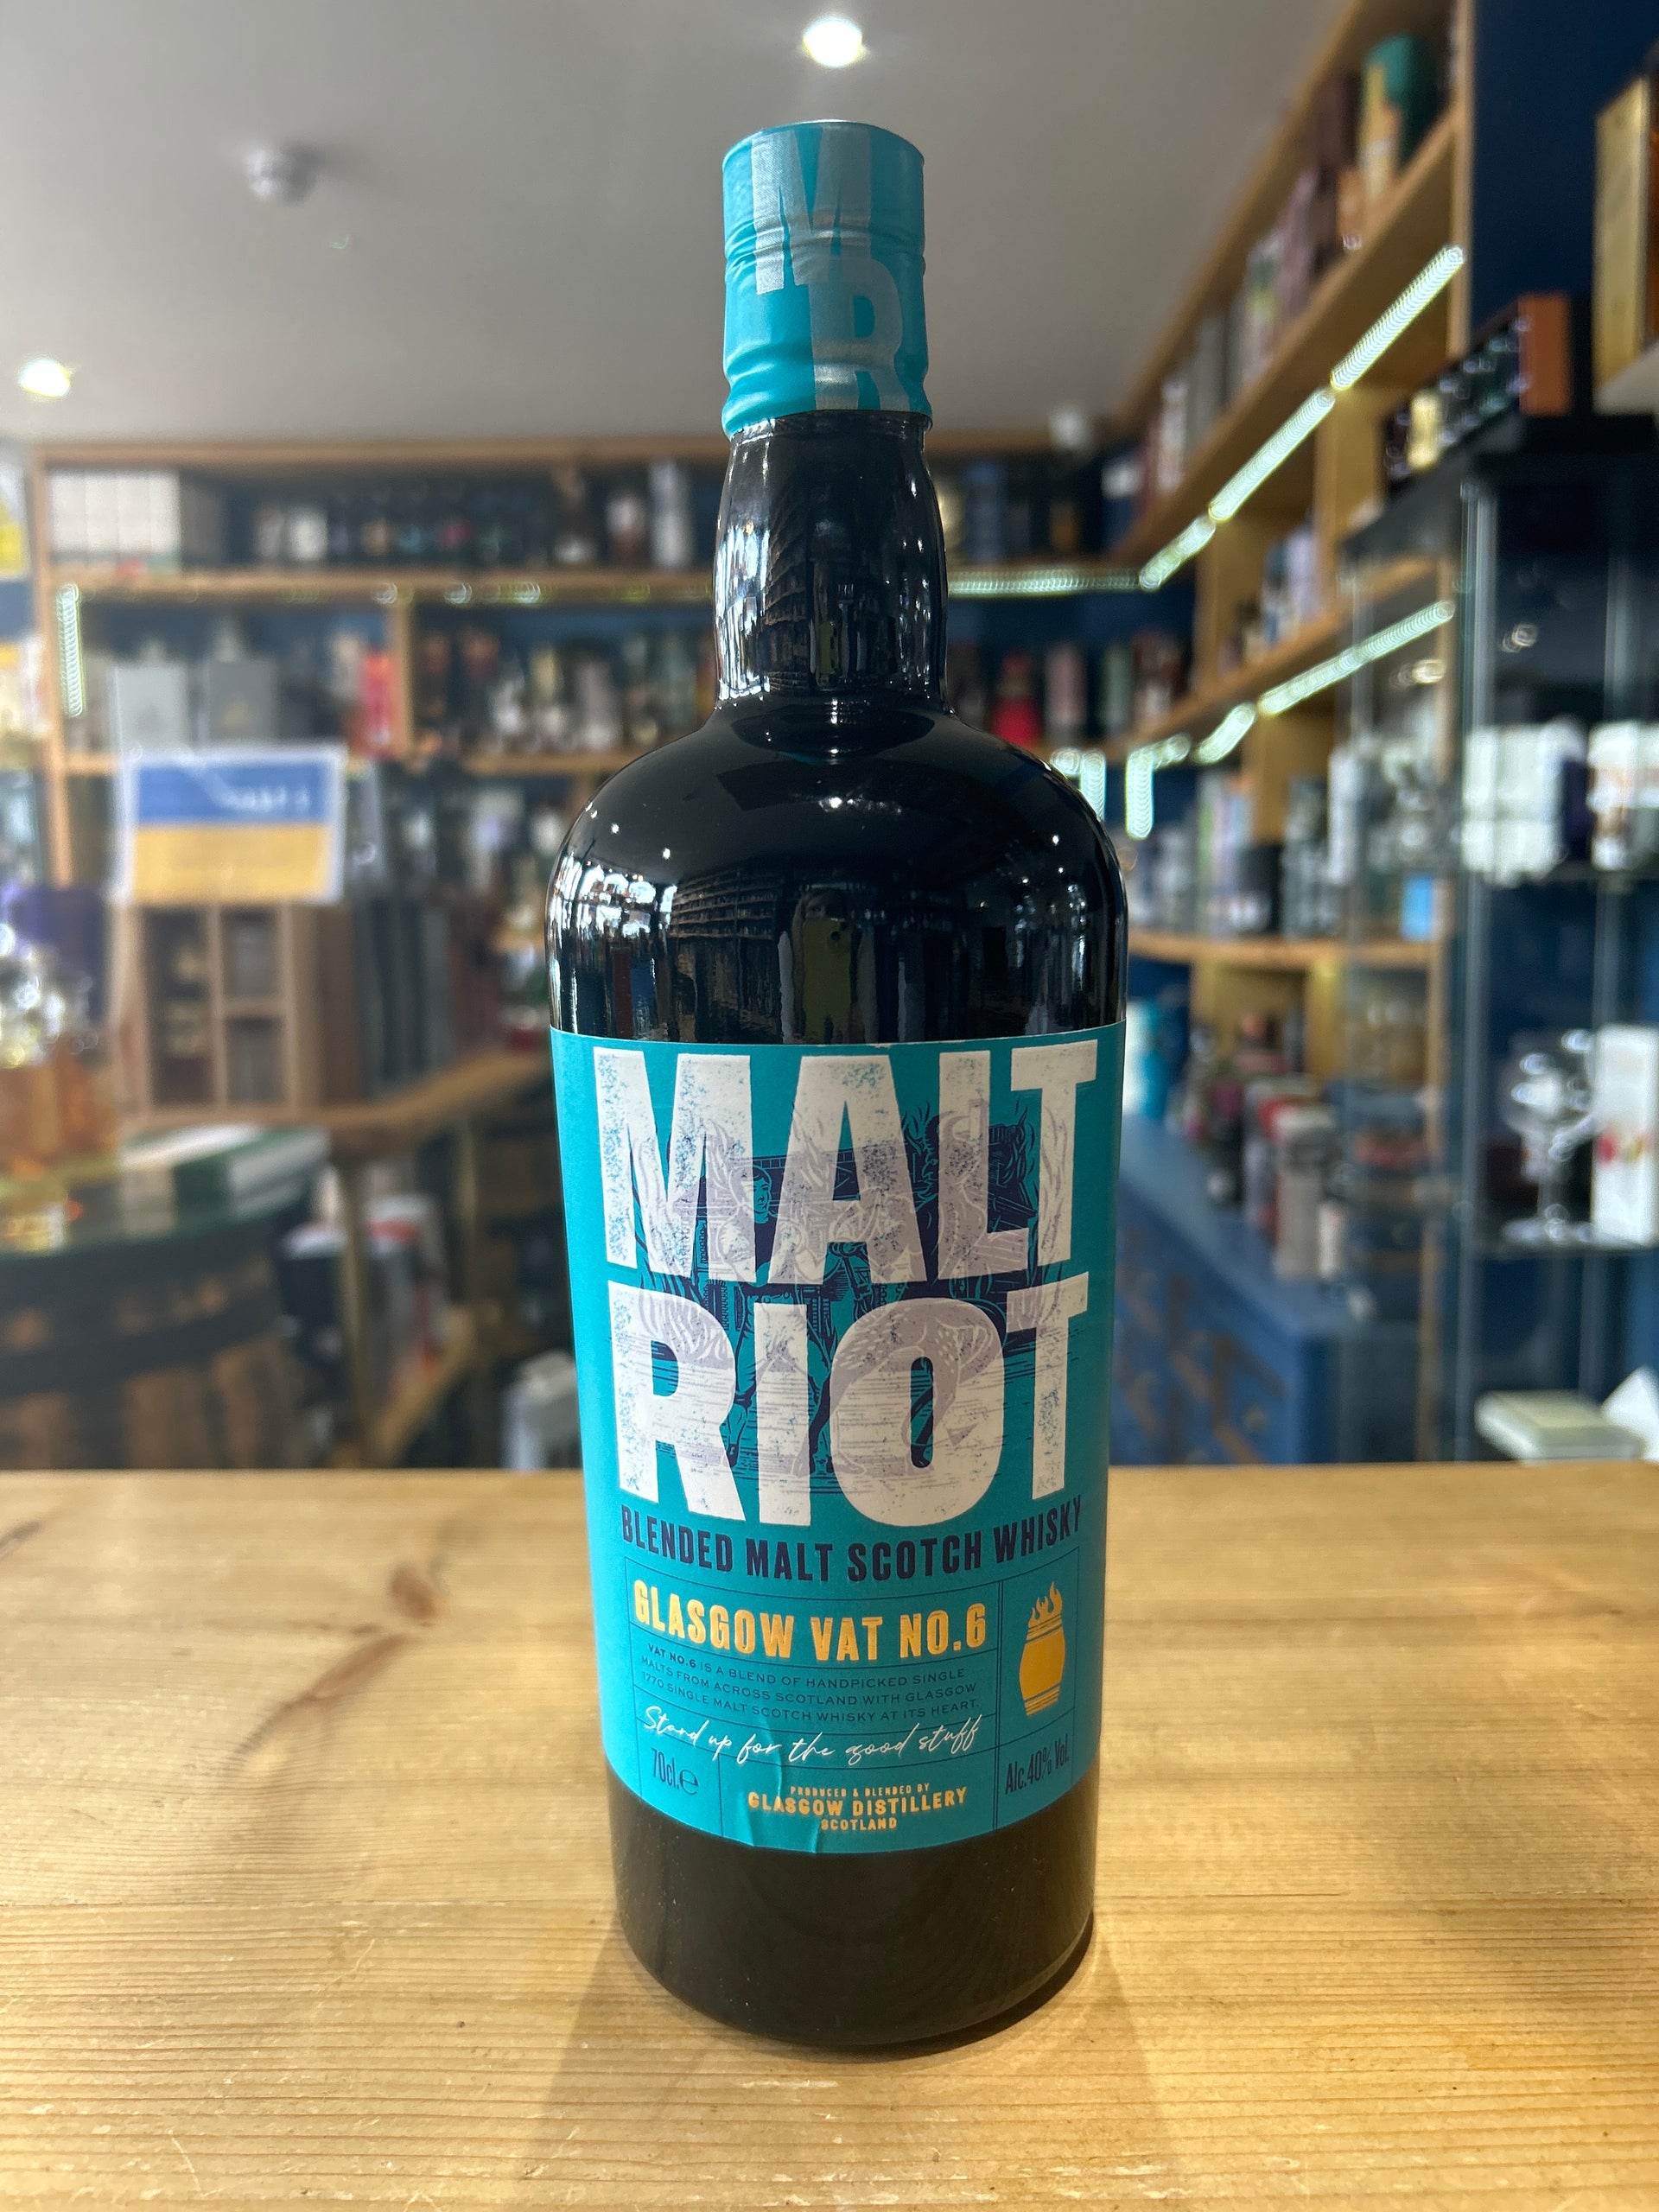 MR
MALT
RIOT
BLENDED MALT SCOTCH WHISKY
GLASGOW VAT NO.6
VAT NO.6 IS A BLEND OF HANDPICKED SINGLE
MALTS FROM ACROSS SCOTLAND WITH GLASGOW
1770 SINGLE MALT SCOTCH WHISKY AT ITS HEART.
Stand up for the good stuff
70cl.e
Alc.40% Vol.
PRODUCED & BLENDED BY
GLASGOW DISTILLERY
SCOTLAND